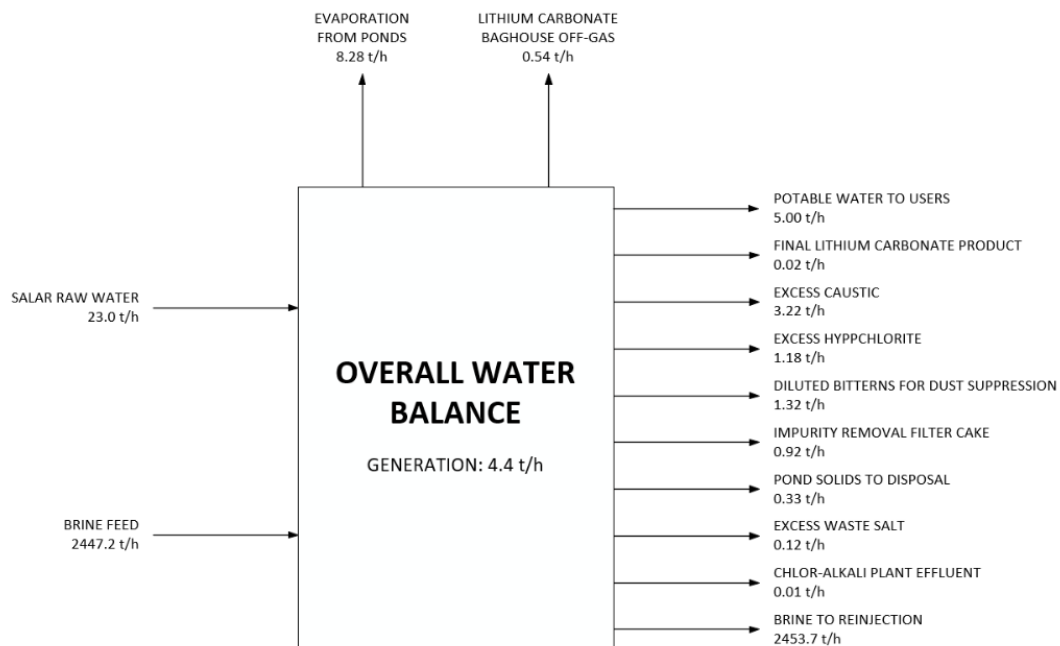 EVAPORATION
FROM PONDS
8.28 t/h
LITHIUM CARBONATE
BAGHOUSE OFF-GAS
0.54 t/h
SALAR RAW WATER
23.0 t/h
BRINE FEED
2447.2 t/h
OVERALL WATER
BALANCE
GENERATION: 4.4 t/h
POTABLE WATER TO USERS
5.00 t/h
FINAL LITHIUM CARBONATE PRODUCT
0.02 t/h
EXCESS CAUSTIC
3.22 t/h
EXCESS HYPPCHLORITE
1.18 t/h
DILUTED BITTERNS FOR DUST SUPPRESSION
1.32 t/h
IMPURITY REMOVAL FILTER CAKE
0.92 t/h
POND SOLIDS TO DISPOSAL
0.33 t/h
EXCESS WASTE SALT
0.12 t/h
CHLOR-ALKALI PLANT EFFLUENT
0.01 t/h
BRINE TO REINJECTION
2453.7 t/h